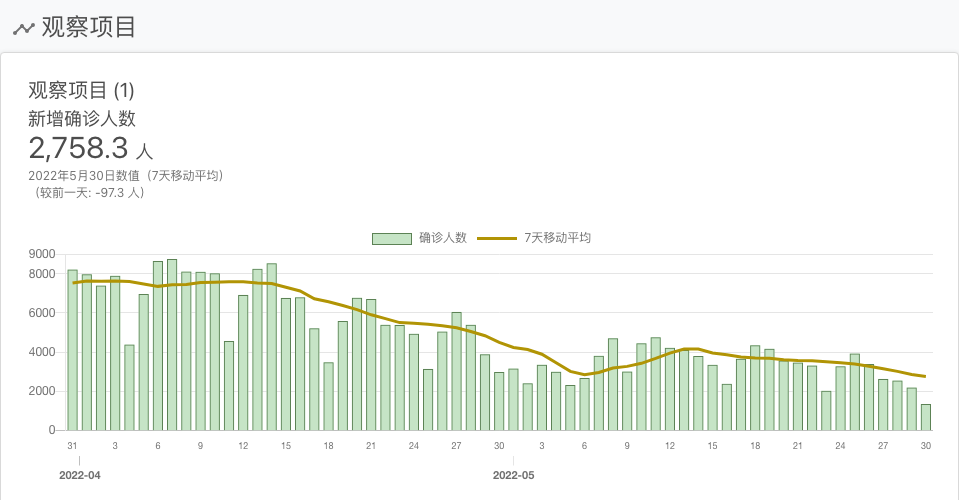 观察项目
观察项目 (1)
新增确诊人数
2,758.3 人
2022年5月30日数值（7天移动平均）
（较前一天: -97.3 人）
确诊人数 7天移动平均
9000
8000
6000
4000
2000
0
31 3 6 9 12 15 18 21 24 27 30 3 6 9 12 15 18 21 24 27 30
2022-04 2022-05